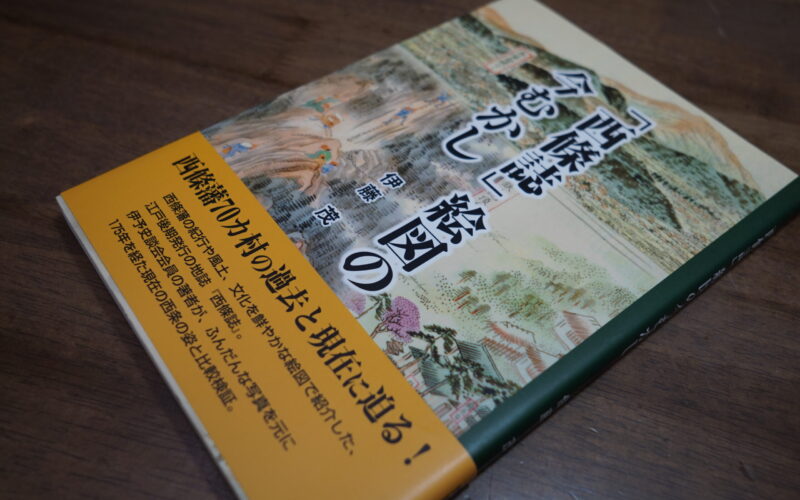 「西條誌」絵図の
今むかし
伊藤 茂
西條藩70カ村の過去と現在に迫る！
西條藩の紀行や風土、文化を鮮やかな絵図で紹介した、
江戸後期発行の地誌『西條誌』。
伊予史談会会員の著者が、ふんだんな写真を元に
175年を経た現在の西条の姿と比較検証。